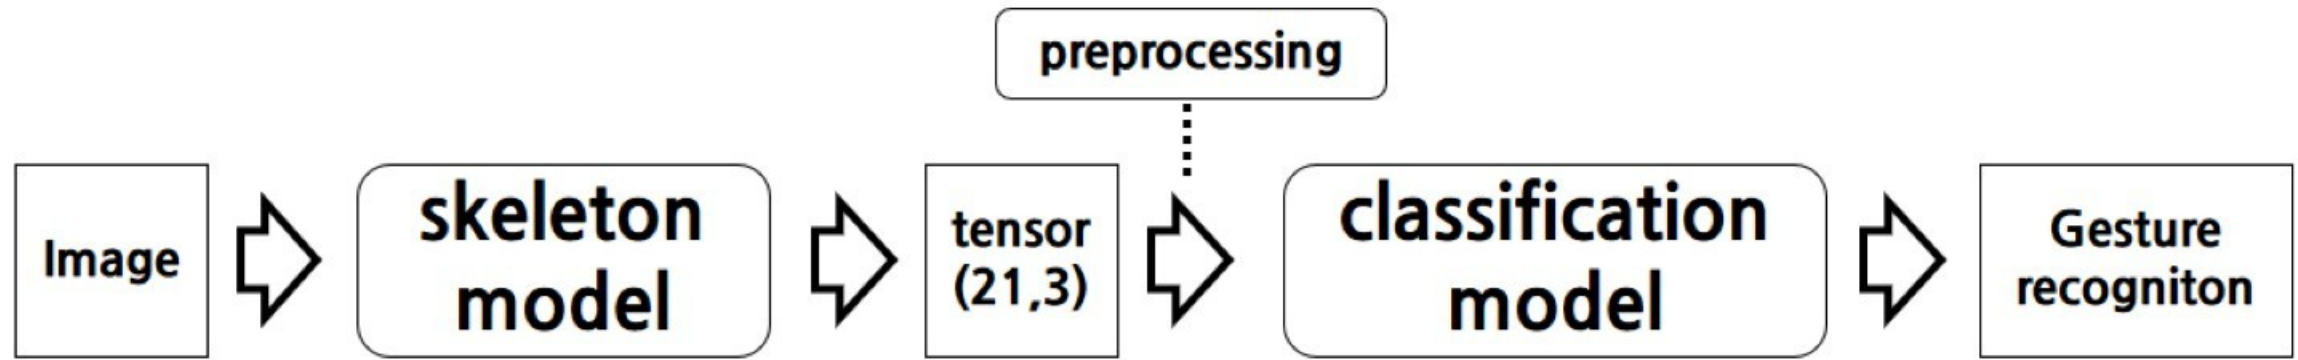 preprocessing
Image
skeleton
model
tensor
(21,3)
classification
model
Gesture
recogniton